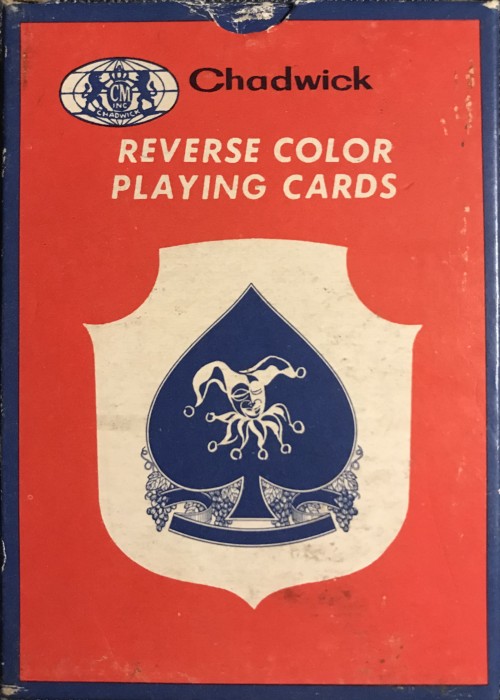 CM
INC
CHADWICK
Chadwick
REVERSE COLOR
PLAYING CARDS